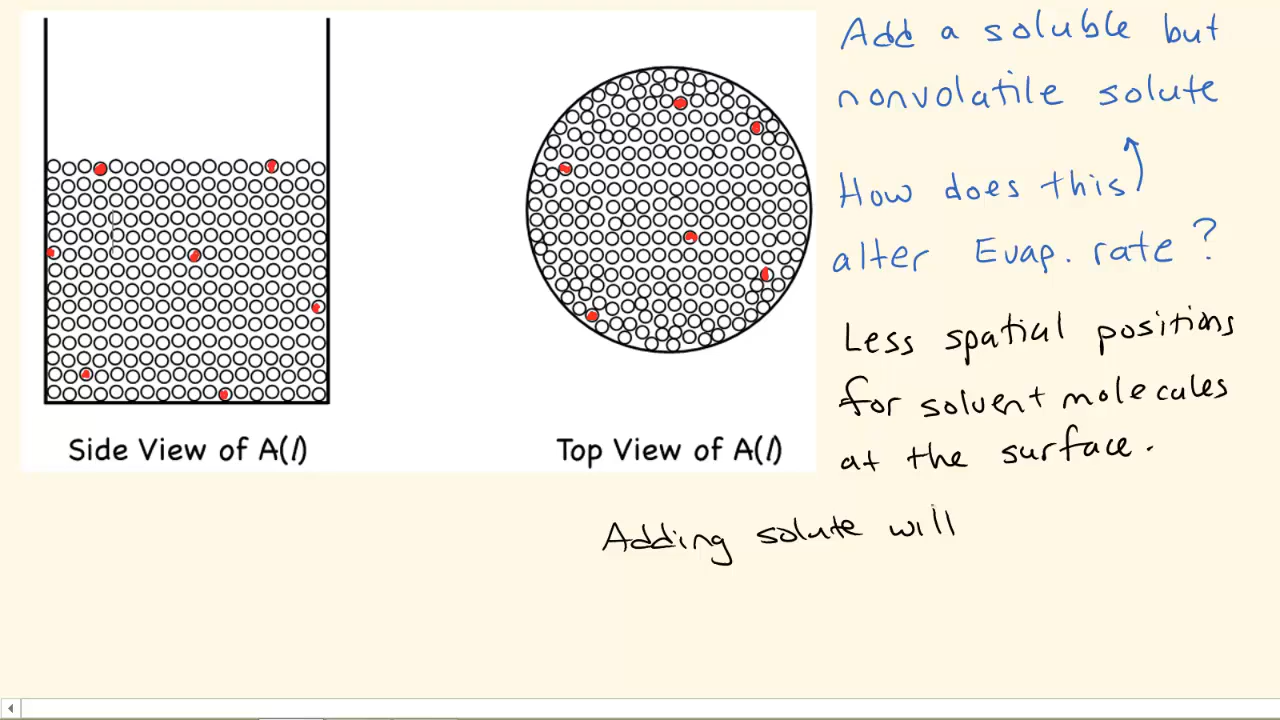 Add a soluble but
nonvolatile solute
How does this
alter Evap. rate?
Less spatial positions
for solvent molecules
at the surface.
Side View of A(l)
Top View of A(l)
Adding solute will